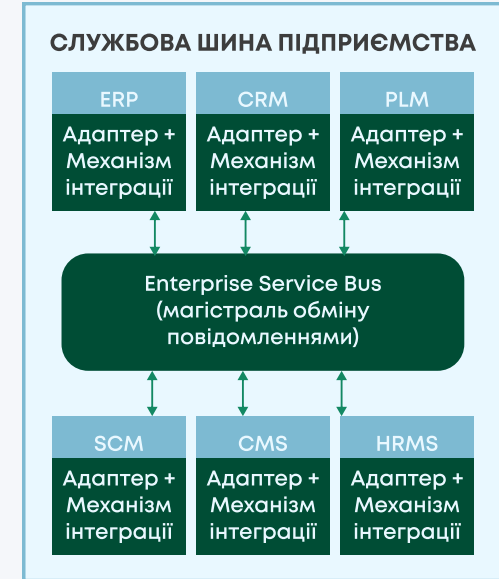 СЛУЖБОВА ШИНА ПІДПРИЄМСТВА
ERP
Адаптер +
Механізм
інтеграції
CRM
Адаптер +
Механізм
інтеграції
PLM
Адаптер +
Механізм
інтеграції
Enterprise Service Bus
(магістраль обміну
повідомленнями)
SCM
Адаптер +
Механізм
інтеграції
CMS
Адаптер +
Механізм
інтеграції
HRMS
Адаптер +
Механізм
інтеграції